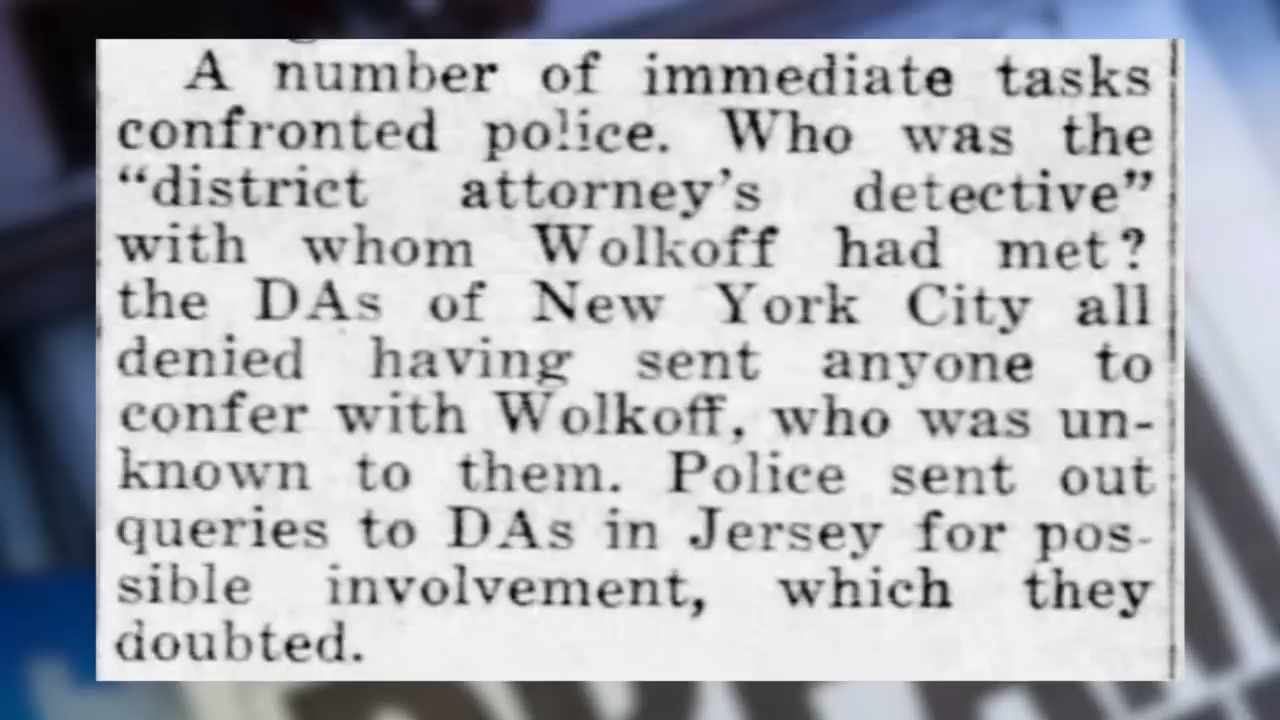 A number of immediate tasks
confronted police. Who was the
“district attorney’s detective”
with whom Wolkoff had met?
the DAs of New York City all
denied having sent anyone to
confer with Wolkoff, who was un-
known to them. Police sent out
queries to DAs in Jersey for pos-
sible involvement, which they
doubted.